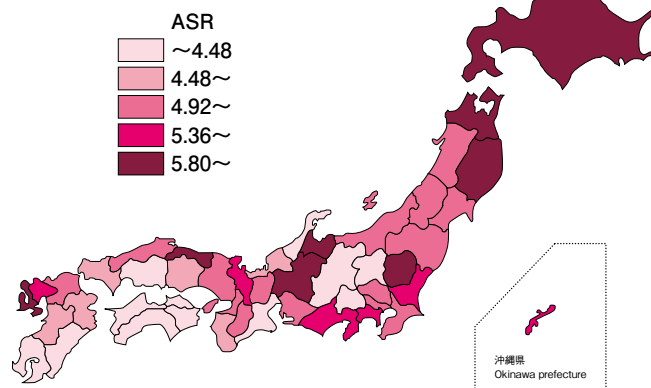 ASR
～4.48
4.48～
4.92～
5.36～
5.80～
沖縄県
Okinawa prefecture